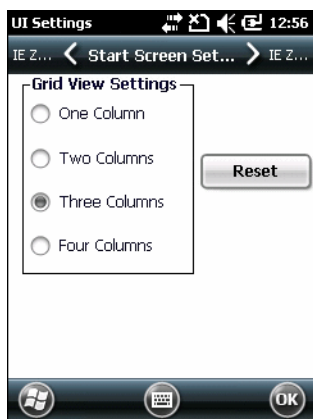 UI Settings 12:56
IE Z... Start Screen Set... IE Z...
Grid View Settings
One Column
Two Columns
Reset
Three Columns
Four Columns
OK